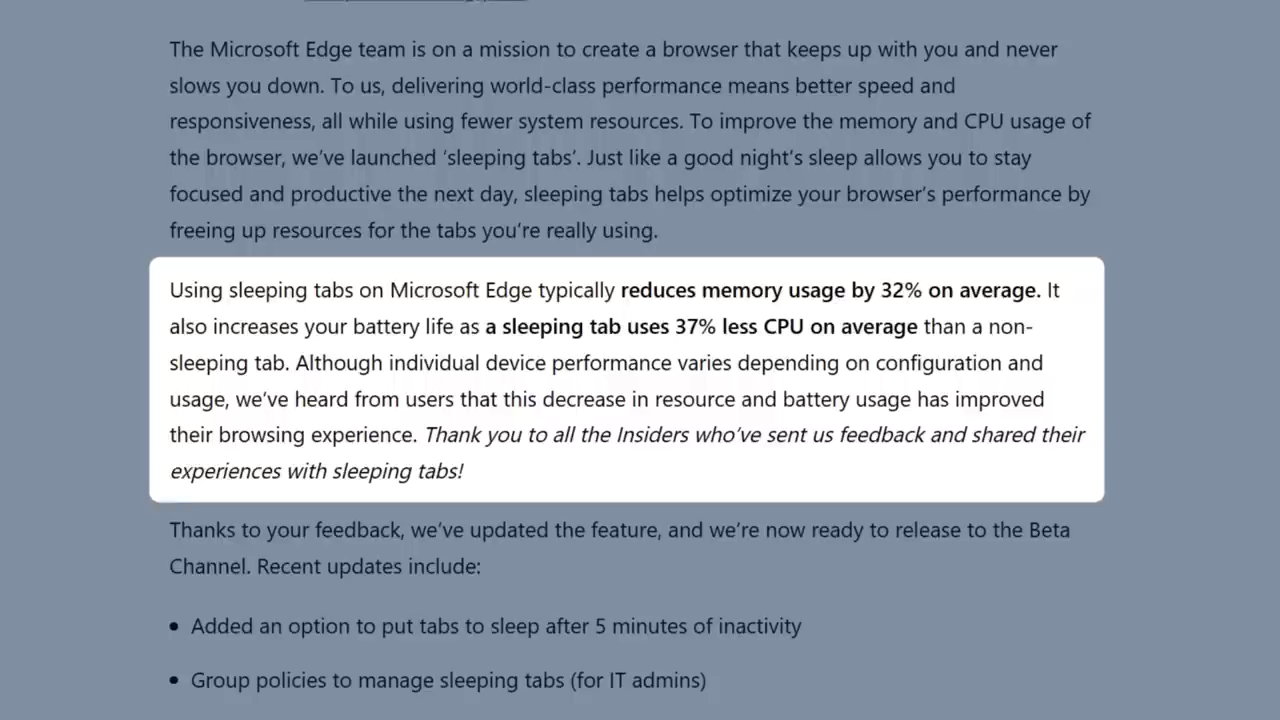 The Microsoft Edge team is on a mission to create a browser that keeps up with you and never
slows you down. To us, delivering world-class performance means better speed and
responsiveness, all while using fewer system resources. To improve the memory and CPU usage of
the browser, we’ve launched ‘sleeping tabs’. Just like a good night’s sleep allows you to stay
focused and productive the next day, sleeping tabs helps optimize your browser’s performance by
freeing up resources for the tabs you’re really using.
Using sleeping tabs on Microsoft Edge typically reduces memory usage by 32% on average. It
also increases your battery life as a sleeping tab uses 37% less CPU on average than a non-
sleeping tab. Although individual device performance varies depending on configuration and
usage, we’ve heard from users that this decrease in resource and battery usage has improved
their browsing experience. Thank you to all the Insiders who’ve sent us feedback and shared their
experiences with sleeping tabs!
Thanks to your feedback, we’ve updated the feature, and we’re now ready to release to the Beta
Channel. Recent updates include:
• Added an option to put tabs to sleep after 5 minutes of inactivity
• Group policies to manage sleeping tabs (for IT admins)